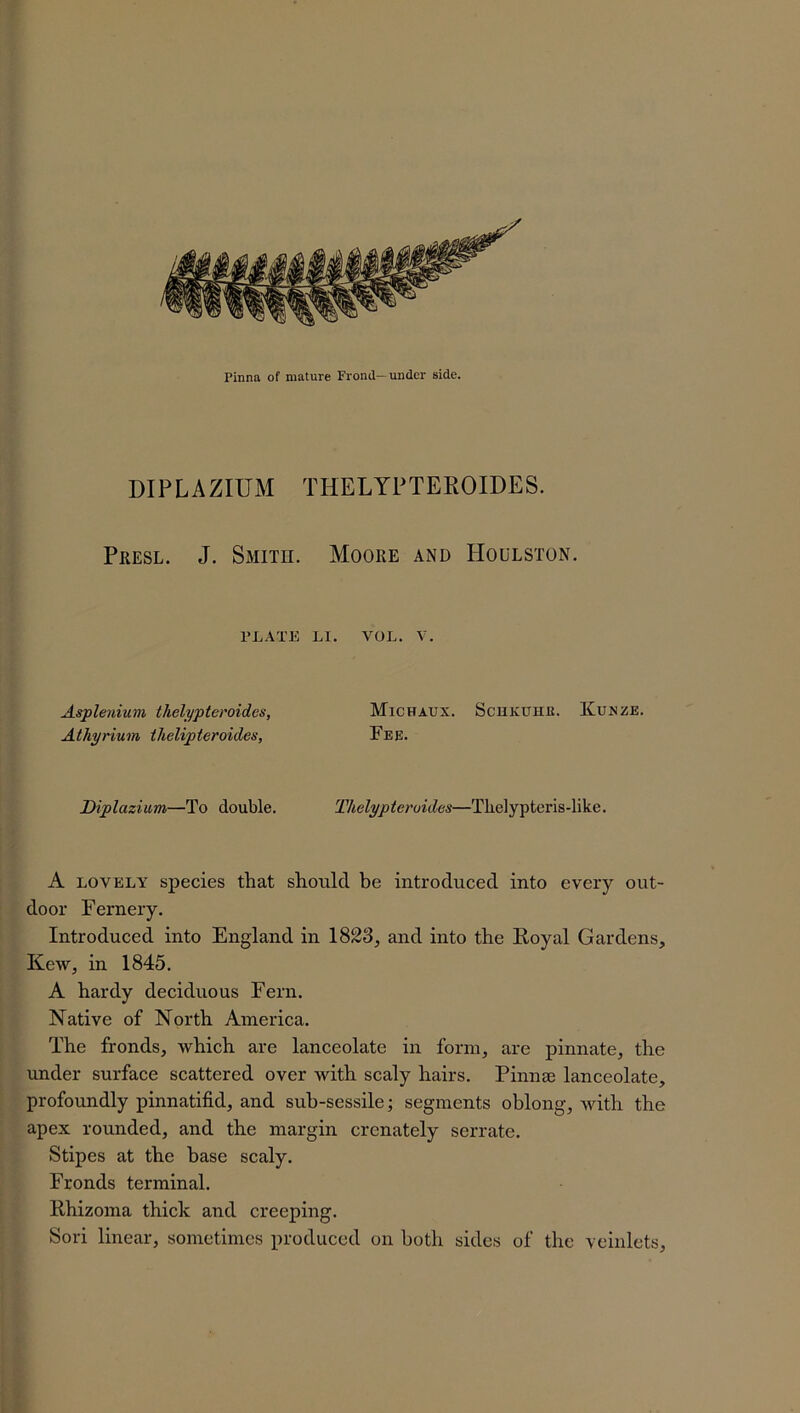 Pinna of mature Frond—under side.
DIPLAZIUM THELYPTEROIDES.
Presl. J. Smith. Moore and Houlston.
PLATE LI. VOL. V.
Asplenium thelypteroides, Michaux. Schkuhr. Kunze.
Athyrium thelipteroides, Fee.
Diplazium—To double. Thelypteroides—Thelypteris-like.
A lovely species that should be introduced into every out-
door Fernery.
Introduced into England in 1823, and into the Royal Gardens,
Kew, in 1845.
A hardy deciduous Fern.
Native of North America.
The fronds, which are lanceolate in form, are pinnate, the
under surface scattered over with scaly hairs. Pinnæ lanceolate,
profoundly pinnatifid, and sub-sessile; segments oblong, with the
apex rounded, and the margin crenately serrate.
Stipes at the base scaly.
Fronds terminal.
Rhizoma thick and creeping.
Sori linear, sometimes produced on both sides of the veinlets,